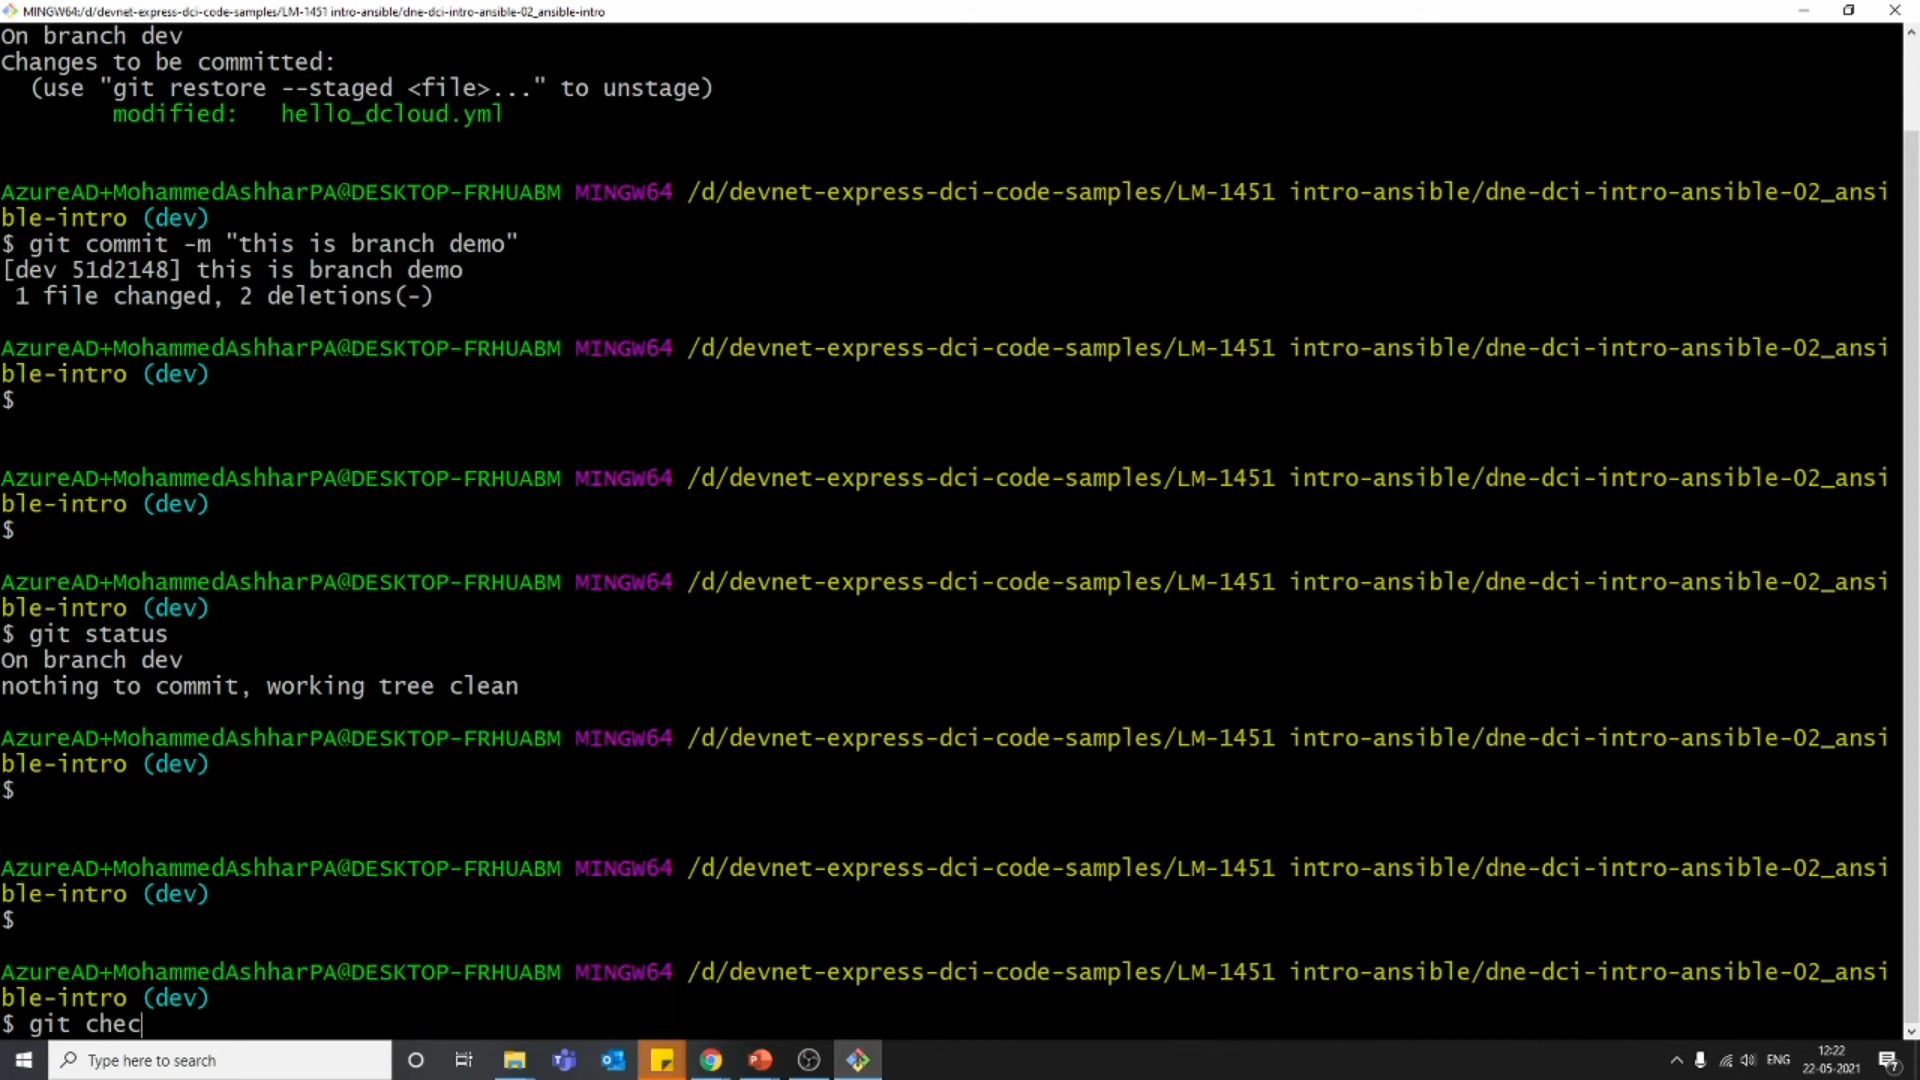 MINGW64:/d/devnet-express-dci-code-samples/LM-1451 intro-ansible/dne-dci-intro-ansible-02_ansible-intro
On branch dev
Changes to be committed:
  (use "git restore --staged <file>..." to unstage)
        modified:   hello_dcloud.yml
AzureAD+MohammedAshharPA@DESKTOP-FRHUABM MINGW64 /d/devnet-express-dci-code-samples/LM-1451 intro-ansible/dne-dci-intro-ansible-02_ansi
ble-intro (dev)
$ git commit -m "this is branch demo"
[dev 51d2148] this is branch demo
 1 file changed, 2 deletions(-)
AzureAD+MohammedAshharPA@DESKTOP-FRHUABM MINGW64 /d/devnet-express-dci-code-samples/LM-1451 intro-ansible/dne-dci-intro-ansible-02_ansi
ble-intro (dev)
$
AzureAD+MohammedAshharPA@DESKTOP-FRHUABM MINGW64 /d/devnet-express-dci-code-samples/LM-1451 intro-ansible/dne-dci-intro-ansible-02_ansi
ble-intro (dev)
$
AzureAD+MohammedAshharPA@DESKTOP-FRHUABM MINGW64 /d/devnet-express-dci-code-samples/LM-1451 intro-ansible/dne-dci-intro-ansible-02_ansi
ble-intro (dev)
$ git status
On branch dev
nothing to commit, working tree clean
AzureAD+MohammedAshharPA@DESKTOP-FRHUABM MINGW64 /d/devnet-express-dci-code-samples/LM-1451 intro-ansible/dne-dci-intro-ansible-02_ansi
ble-intro (dev)
$
AzureAD+MohammedAshharPA@DESKTOP-FRHUABM MINGW64 /d/devnet-express-dci-code-samples/LM-1451 intro-ansible/dne-dci-intro-ansible-02_ansi
ble-intro (dev)
$
AzureAD+MohammedAshharPA@DESKTOP-FRHUABM MINGW64 /d/devnet-express-dci-code-samples/LM-1451 intro-ansible/dne-dci-intro-ansible-02_ansi
ble-intro (dev)
$ git chec
Type here to search
ENG
12:22
22-05-2021